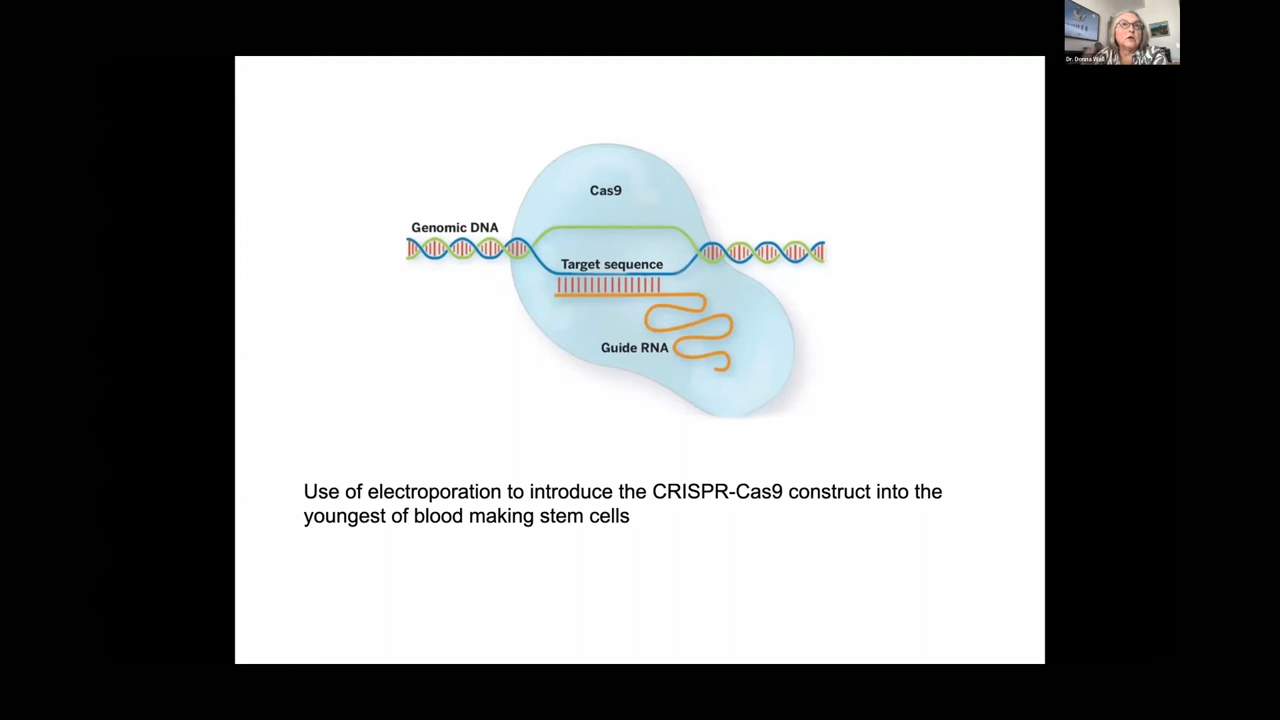 Dr. Donna Wall
Cas9
Genomic DNA
Target sequence
Guide RNA
Use of electroporation to introduce the CRISPR-Cas9 construct into the
youngest of blood making stem cells